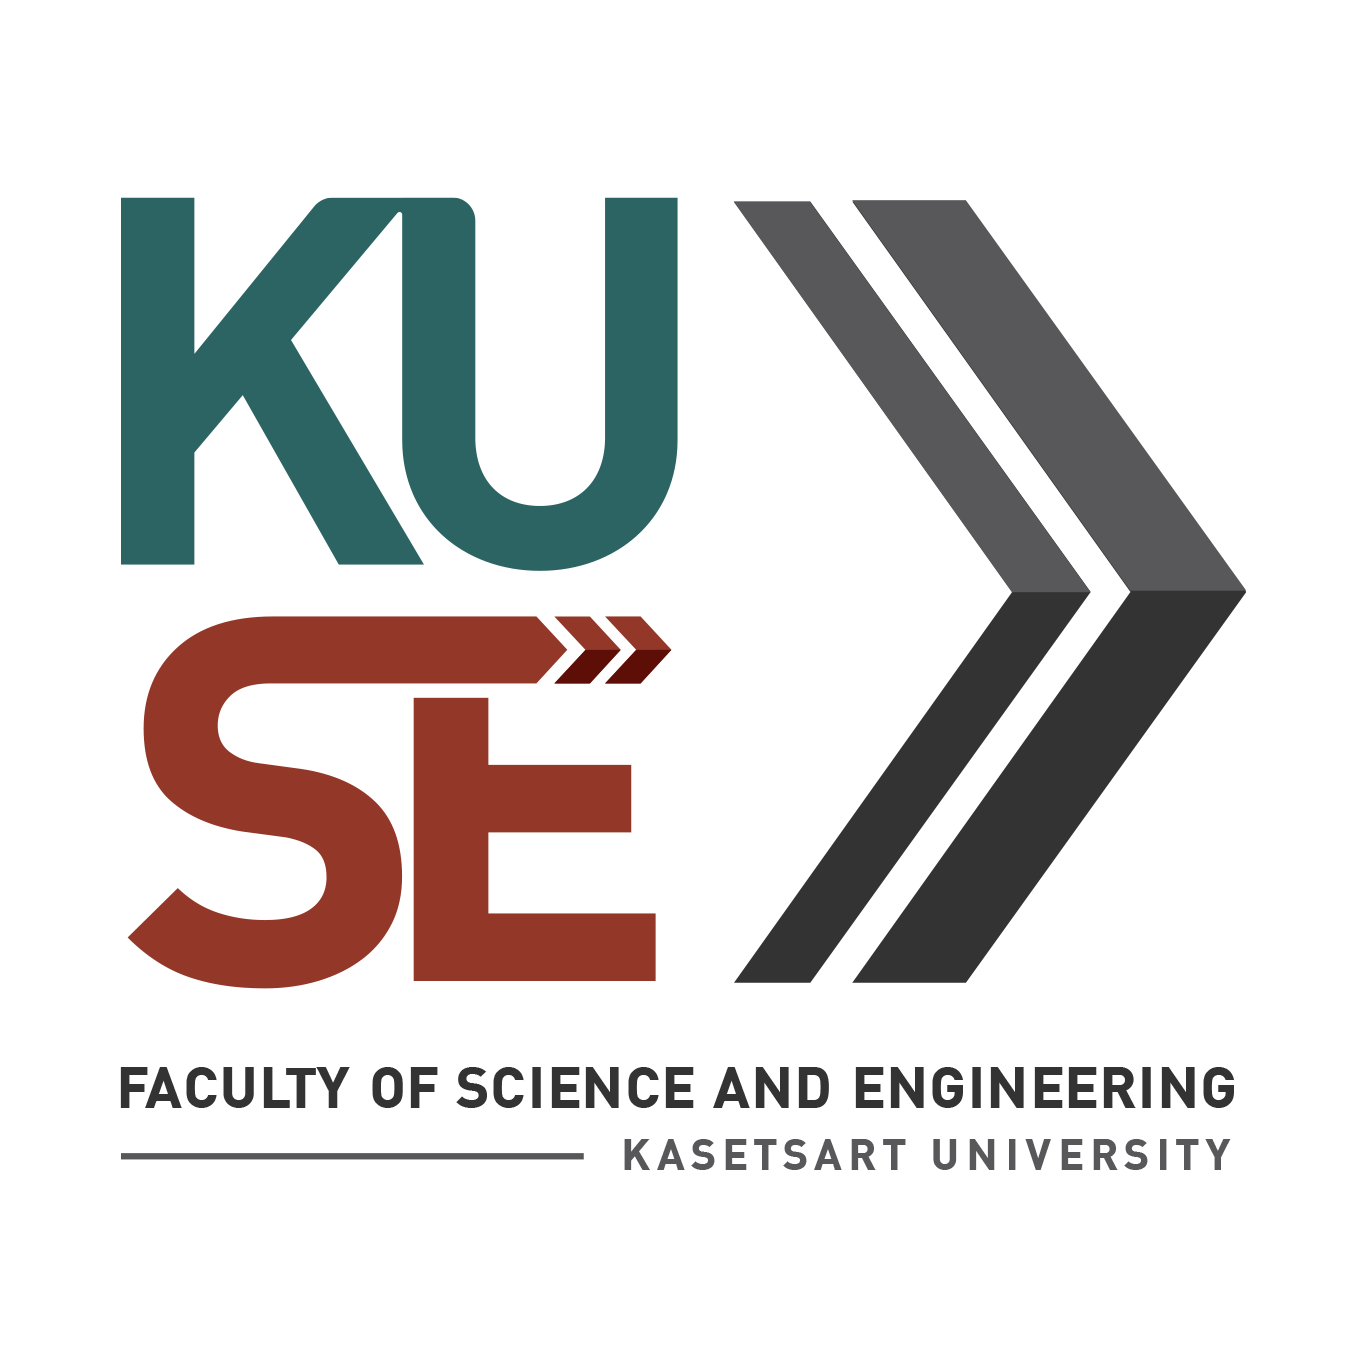 KU
SE
FACULTY OF SCIENCE AND ENGINEERING
KASETSART UNIVERSITY